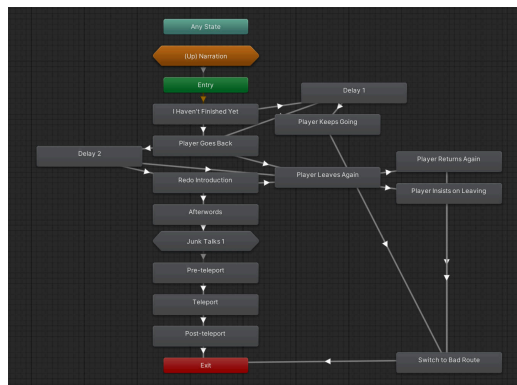 Any State
(Up) Narration
Entry
Delay 1
I Haven't Finished Yet
Player Keeps Going
Player Goes Back
Delay 2
Player Returns Again
Player Leaves Again
Redo Introduction
Player Insists on Leaving
Afterwords
Junk Talks 1
Pre-teleport
Teleport
Post-teleport
Switch to Bad Route
Exit